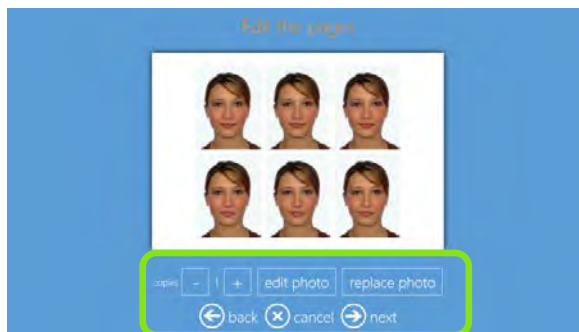 Edit the pages
copies - 1 + edit photo replace photo
back cancel next